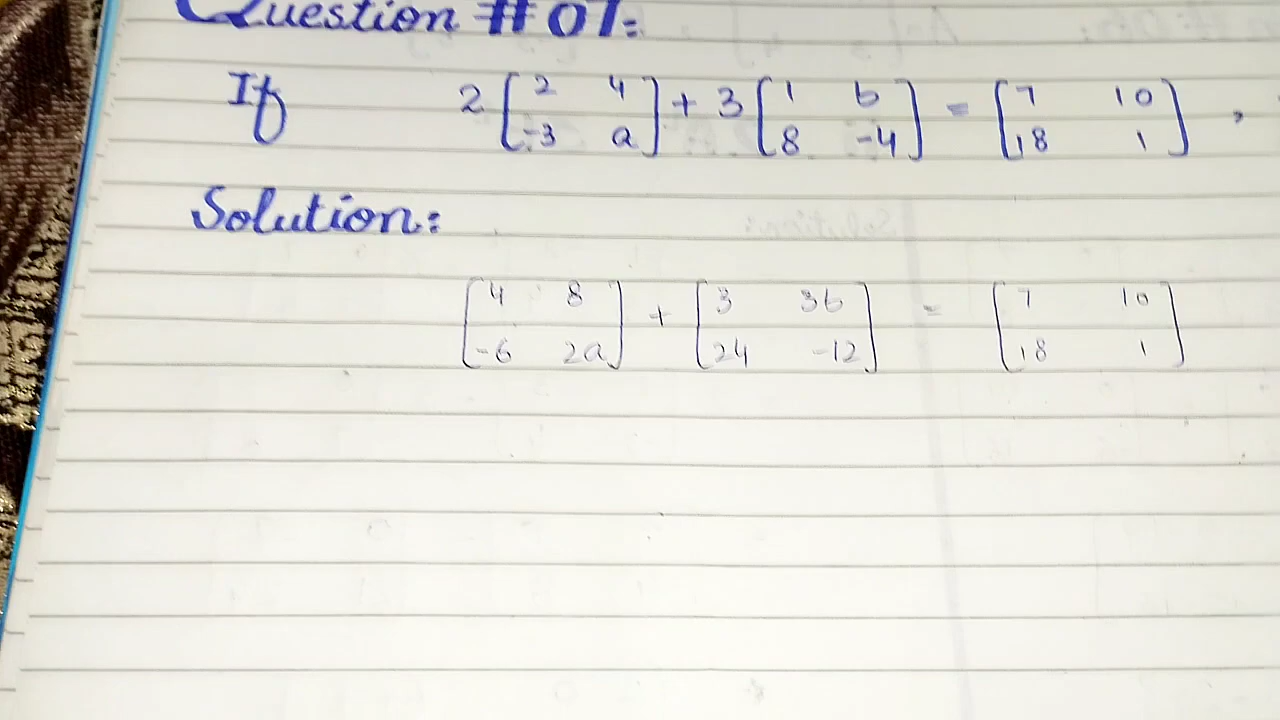 Question # 07:
If 2 [ 2 4 ] + 3 [ 1 b ] = [ 7 10 ] ,
[ -3 a ] [ 8 -4 ] [ 18 1 ]
Solution:
[ 4 8 ] + [ 3 3b ] = [ 7 10 ]
[ -6 2a ] [ 24 -12 ] [ 18 1 ]